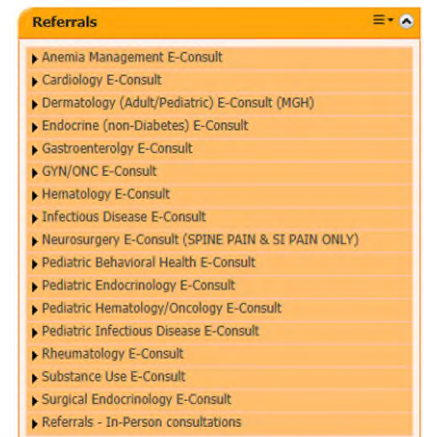 Referrals
Anemia Management E-Consult
Cardiology E-Consult
Dermatology (Adult/Pediatric) E-Consult (MGH)
Endocrine (non-Diabetes) E-Consult
Gastroenterolgy E-Consult
GYN/ONC E-Consult
Hematology E-Consult
Infectious Disease E-Consult
Neurosurgery E-Consult (SPINE PAIN & SI PAIN ONLY)
Pediatric Behavioral Health E-Consult
Pediatric Endocrinology E-Consult
Pediatric Hematology/Oncology E-Consult
Pediatric Infectious Disease E-Consult
Rheumatology E-Consult
Substance Use E-Consult
Surgical Endocrinology E-Consult
Referrals - In-Person consultations